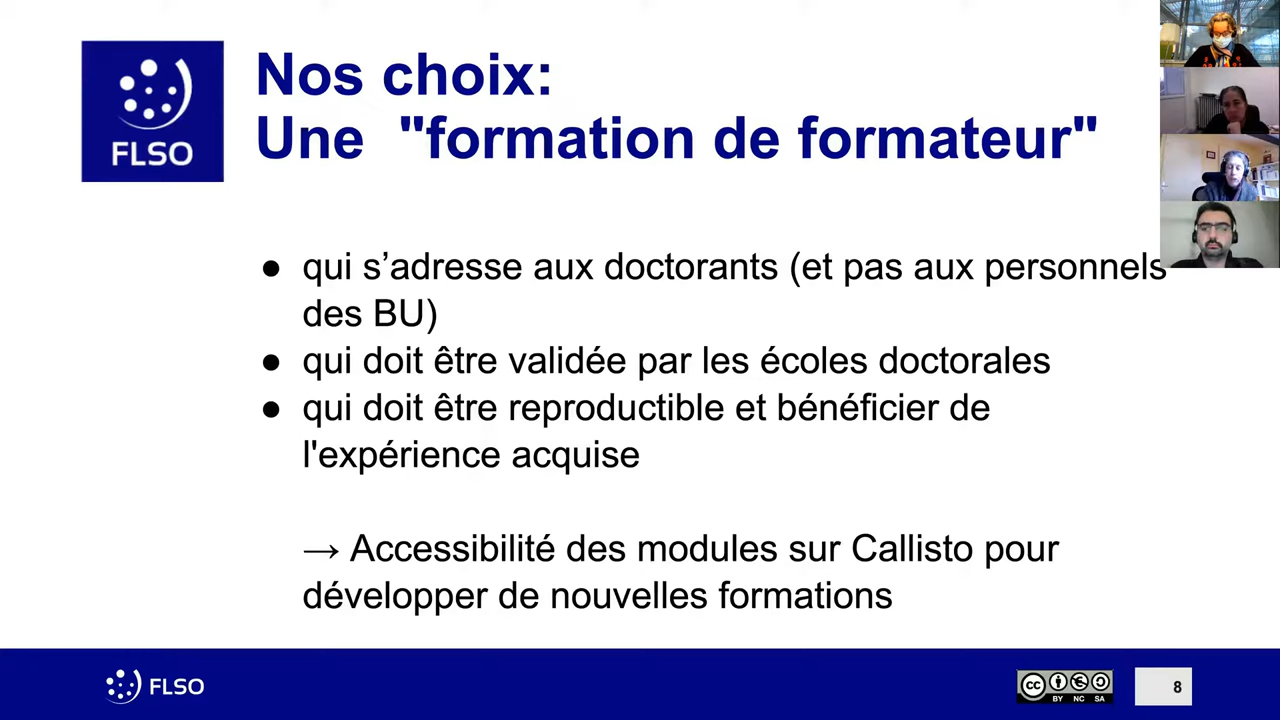 FLSO
Nos choix:
Une "formation de formateur"
● qui s’adresse aux doctorants (et pas aux personnels
des BU)
● qui doit être validée par les écoles doctorales
● qui doit être reproductible et bénéficier de
l'expérience acquise
→ Accessibilité des modules sur Callisto pour
développer de nouvelles formations
FLSO
cc
BY NC SA
8